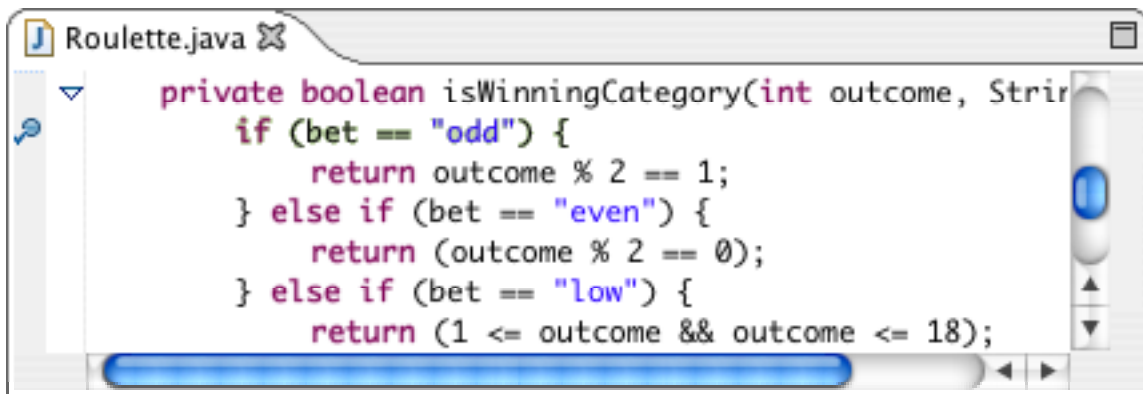 Roulette.java
private boolean isWinningCategory(int outcome,
if (bet == "odd") {
return outcome % 2 == 1;
} else if (bet == "even") {
return (outcome % 2 == 0);
} else if (bet == "low") {
return (1 <= outcome && outcome <= 18);